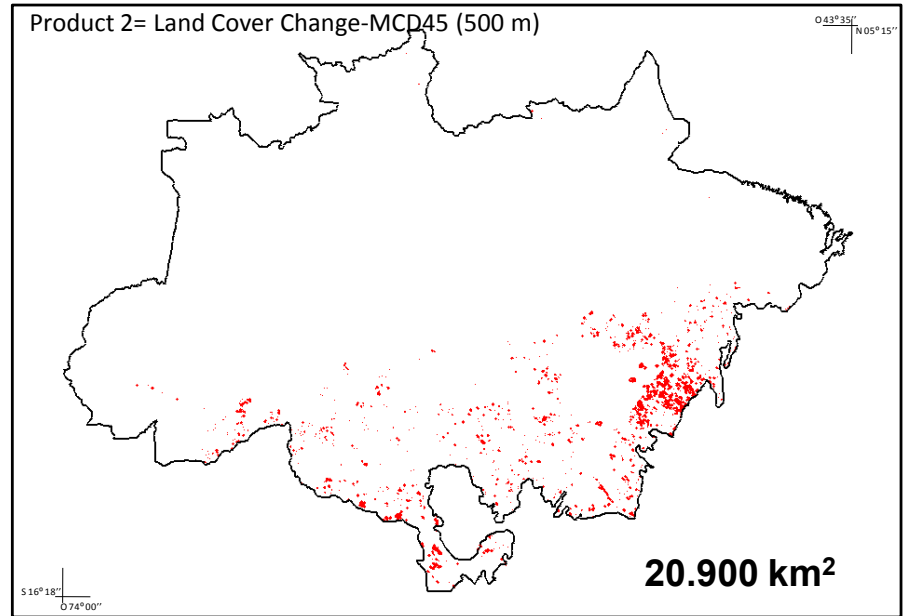 Product 2= Land Cover Change-MCD45 (500 m)
O 43°35''
N 05°15''
20.900 km²
S 16°18''
O 74°00''